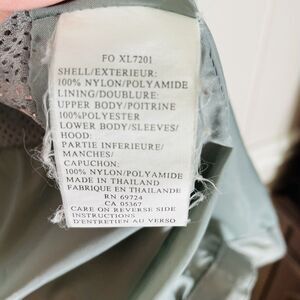 FO XL7201
SHELL/EXTERIEUR:
100% NYLON/POLYAMIDE
LINING/DOUBLURE:
UPPER BODY/POITRINE
100%POLYESTER
LOWER BODY/SLEEVES/
HOOD:
PARTIE INFERIEURE/
MANCHES/
CAPUCHON:
100% NYLON/POLYAMIDE
MADE IN THAILAND
FABRIQUE EN THAILANDE
RN 69724
CA 05367
CARE ON REVERSE SIDE
INSTRUCTIONS
D'ENTRETIEN AU VERSO